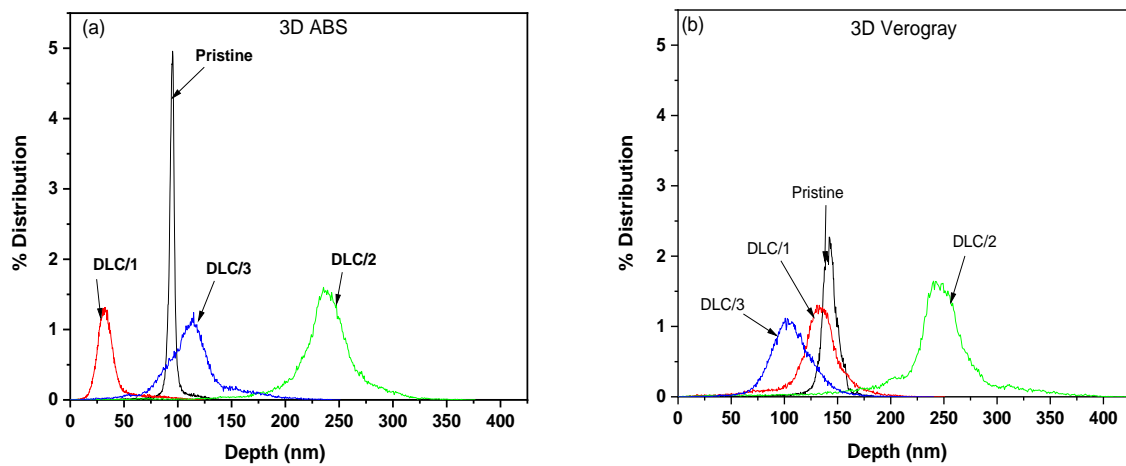 (a)
3D ABS
Pristine
DLC/1
DLC/3
DLC/2
5
4
3
2
1
0
% Distribution
0 50 100 150 200 250 300 350 400
Depth (nm)
(b)
3D Verogray
Pristine
DLC/1
DLC/2
DLC/3
5
4
3
2
1
0
% Distribution
0 50 100 150 200 250 300 350 400
Depth (nm)